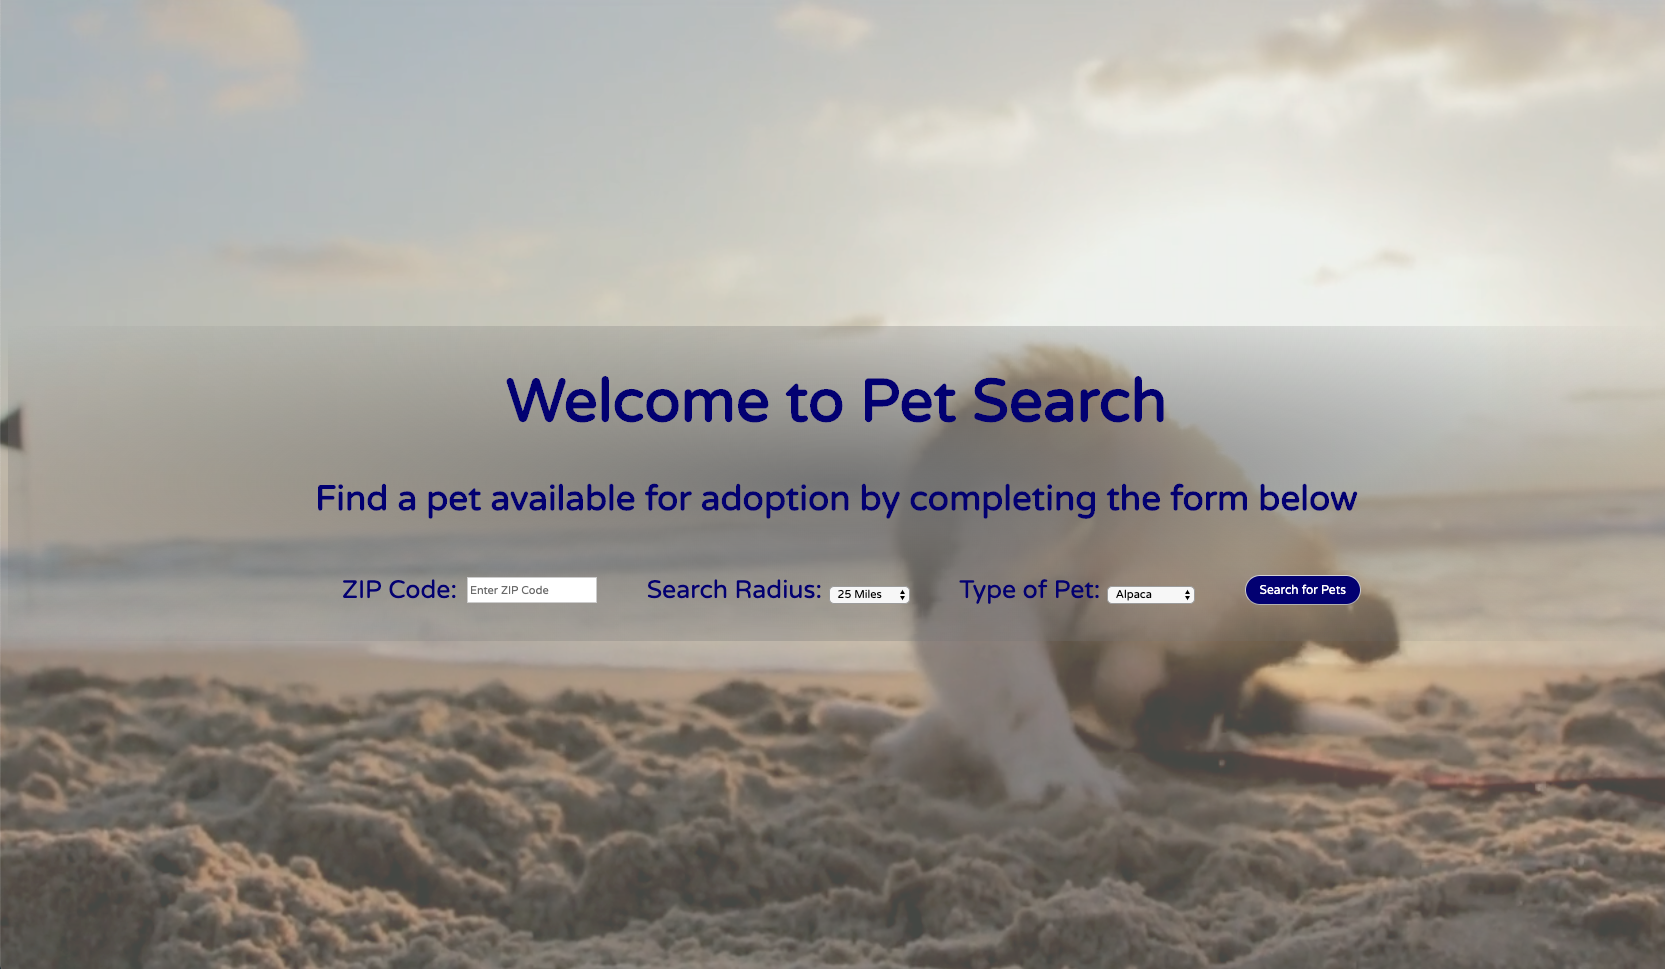 Welcome to Pet Search
Find a pet available for adoption by completing the form below
ZIP Code: Enter ZIP Code Search Radius: 25 Miles Type of Pet: Alpaca Search for Pets